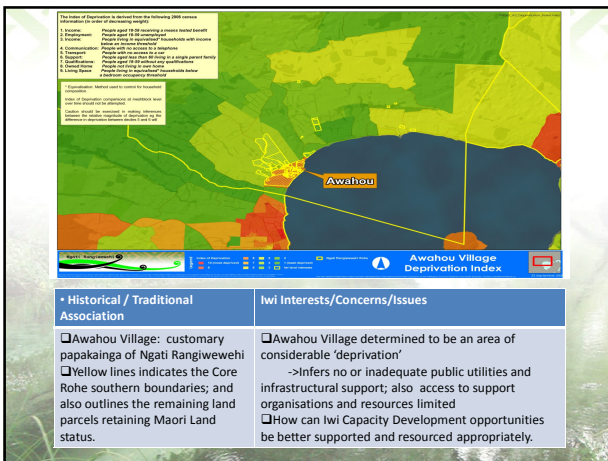 The Index of Deprivation is derived from the following 2006 census
information (in order of decreasing weight):
1. Income: People aged 18-59 receiving a means tested benefit
2. Employment: People aged 18-59 unemployed
3. Income: People living in equivalised* households with income
below an income threshold
4. Communication: People with no access to a telephone
5. Transport: People with no access to a car
6. Support: People aged less than 60 living in a single parent family
7. Qualifications: People aged 18-59 without any qualifications
8. Owned Home People not living in own home
9. Living Space People living in equivalised* households below
a bedroom occupancy threshold
* Equivalisation: Method used to control for household
composition.
Index of Deprivation comparisons at meshblock level
over time should not be attempted.
Caution should be exercised in making inferences
between the relative magnitude of deprivation eg the
difference in deprivation between deciles 5 and 6 will
Awahou
Ngati Rangiwewehi
Legend
Index of Deprivation
Awahou Village
Deprivation Index
• Historical / Traditional
Association
Iwi Interests/Concerns/Issues
❑Awahou Village: customary
papakainga of Ngati Rangiwewehi
❑Yellow lines indicates the Core
Rohe southern boundaries; and
also outlines the remaining land
parcels retaining Maori Land
status.
❑Awahou Village determined to be an area of
considerable ‘deprivation’
->Infers no or inadequate public utilities and
infrastructural support; also access to support
organisations and resources limited
❑How can Iwi Capacity Development opportunities
be better supported and resourced appropriately.